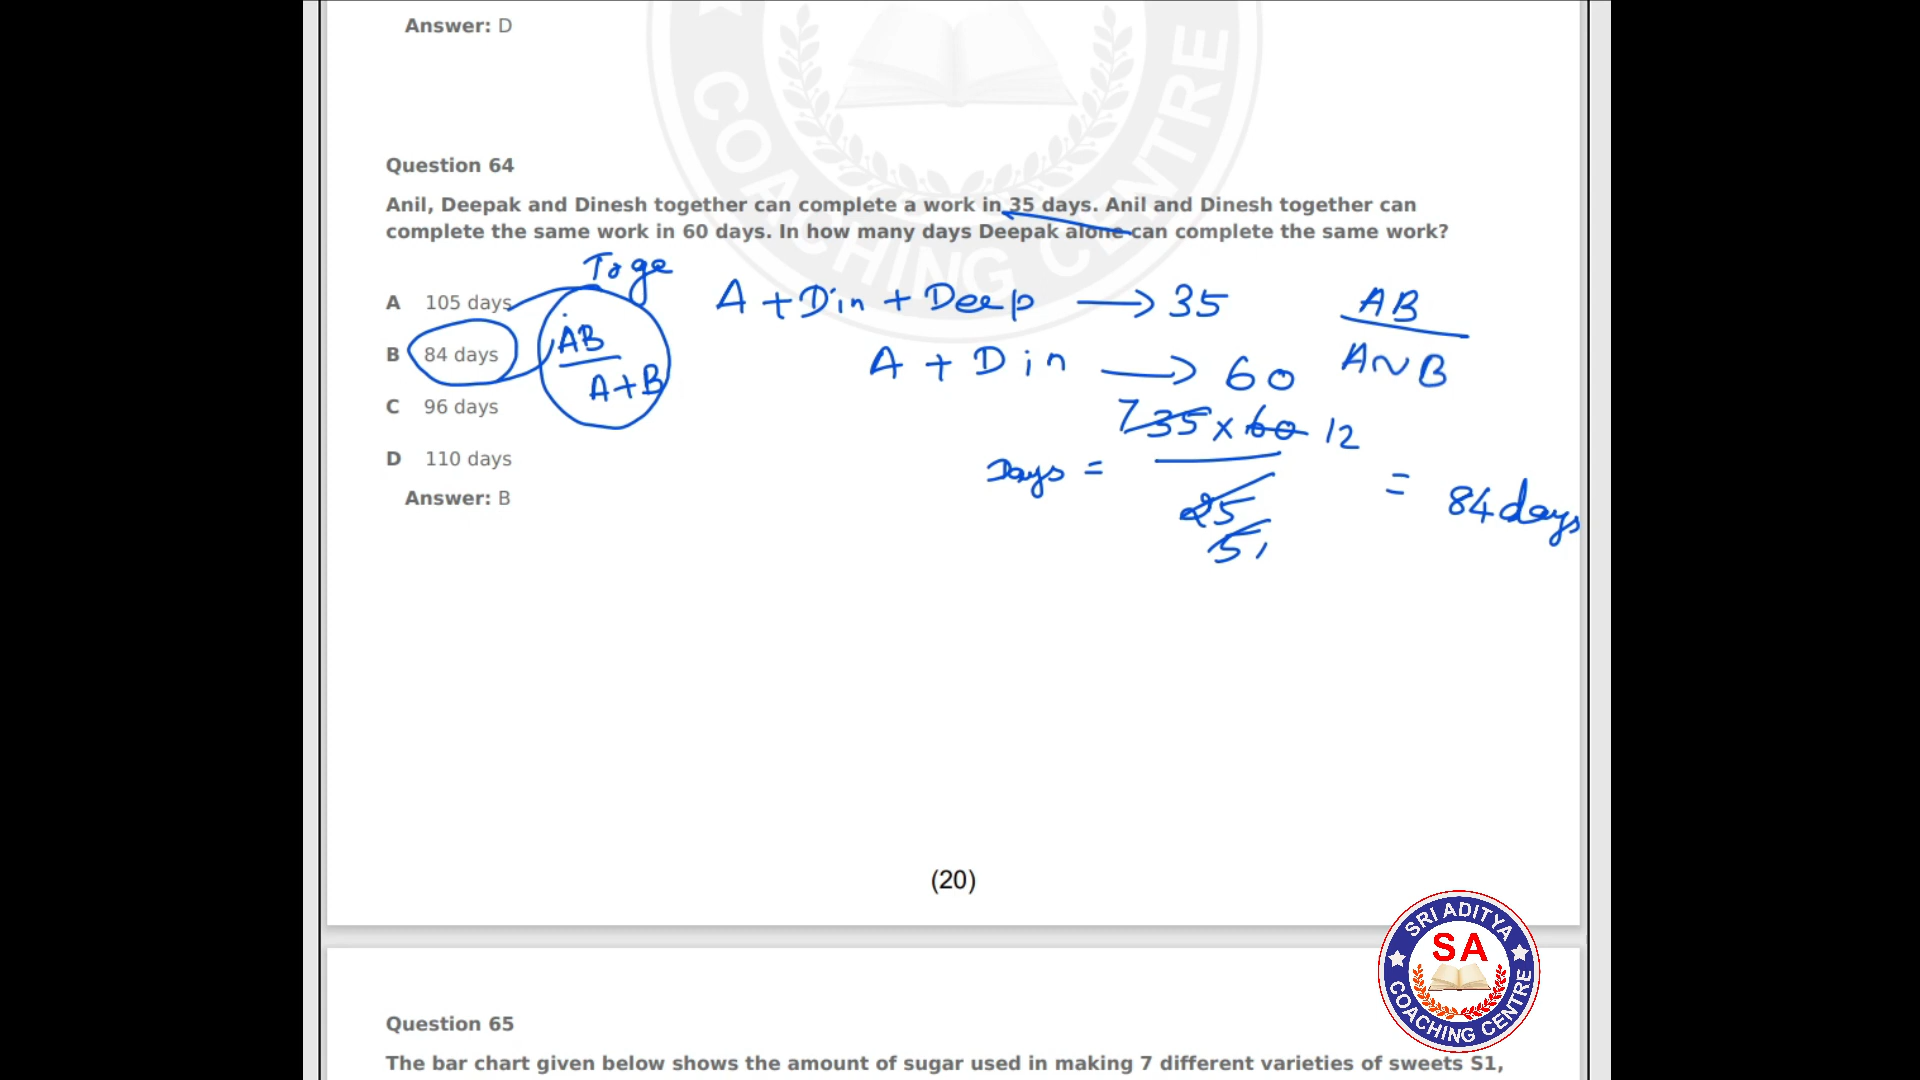 Answer: D
COACHING CENTRE
Question 64
Anil, Deepak and Dinesh together can complete a work in 35 days. Anil and Dinesh together can
complete the same work in 60 days. In how many days Deepak alone can complete the same work?
Toge
A + Din + Deep → 35
AB
A 105 days
AB
A ~ B
B 84 days
A + Din → 60
A+B
C 96 days
7 35 x 60 12
D 110 days
Days = = 84 days
Answer: B
25
5,
(20)
SRI ADITYA
SA
COACHING CENTRE
Question 65
The bar chart given below shows the amount of sugar used in making 7 different varieties of sweets S1,